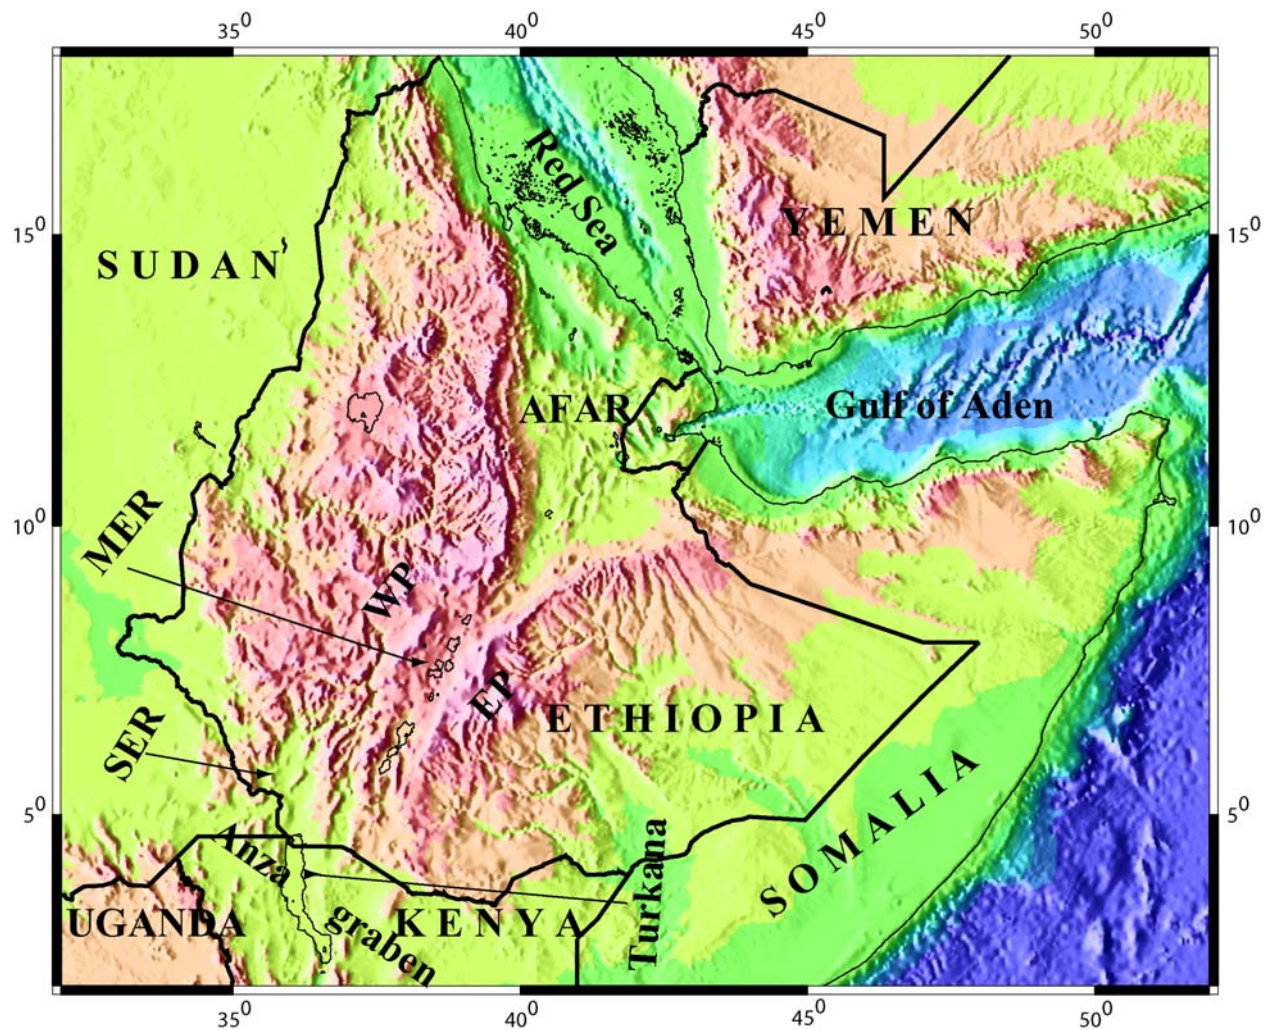 35⁰ 40⁰ 45⁰ 50⁰
Red Sea
YEMEN
15⁰ 15⁰
SUDAN
AFAR
Gulf of Aden
MER
10⁰ 10⁰
WP
EP
ETHIOPIA
SER
SOMALIA
5⁰ 5⁰
Anza
graben
Turkana
UGANDA
KENYA
35⁰ 40⁰ 45⁰ 50⁰